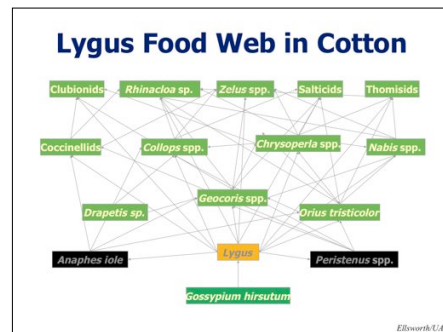 Lygus Food Web in Cotton
Clubionids Rhinacloa sp. Zelus spp. Salticids Thomisids
Coccinellids Collops spp. Chrysoperla spp. Nabis spp.
Geocoris spp.
Drapetis sp. Orius tristicolor
Anaphes iole Lygus Peristenus spp.
Gossypium hirsutum
Ellsworth/UA